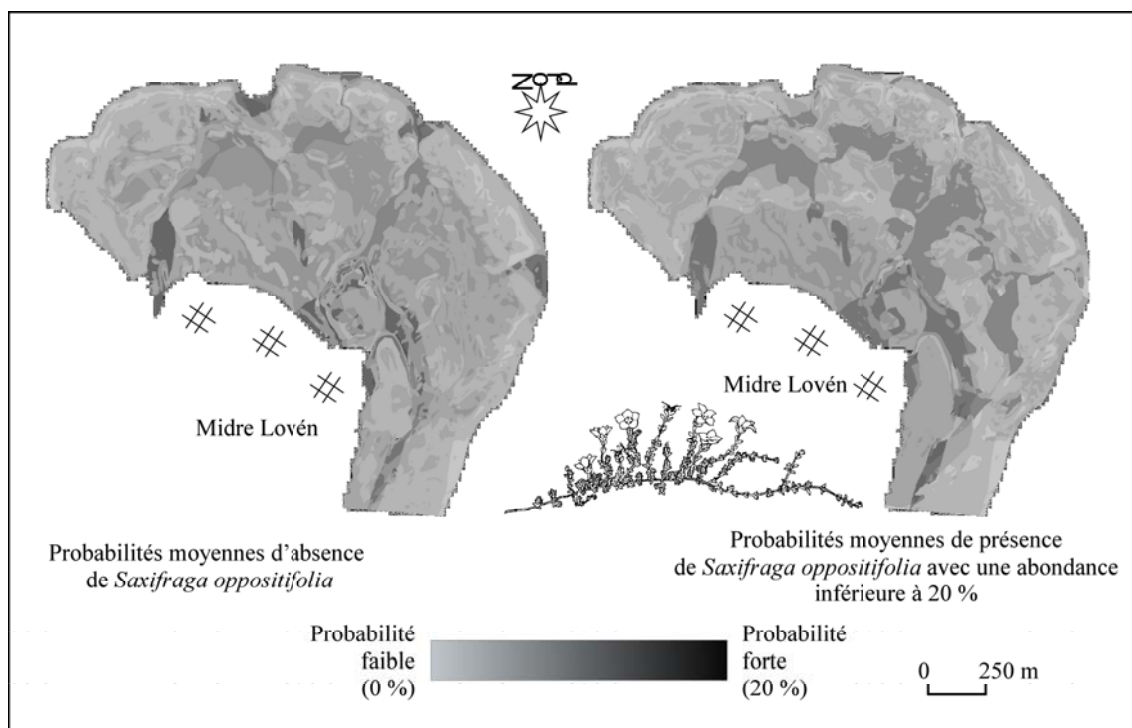 Nord
Midre Lovén
Midre Lovén
Probabilités moyennes d'absence
de Saxifraga oppositifolia
Probabilités moyennes de présence
de Saxifraga oppositifolia avec une abondance
inférieure à 20 %
Probabilité
faible
(0 %)
Probabilité
forte
(20 %)
0 250 m